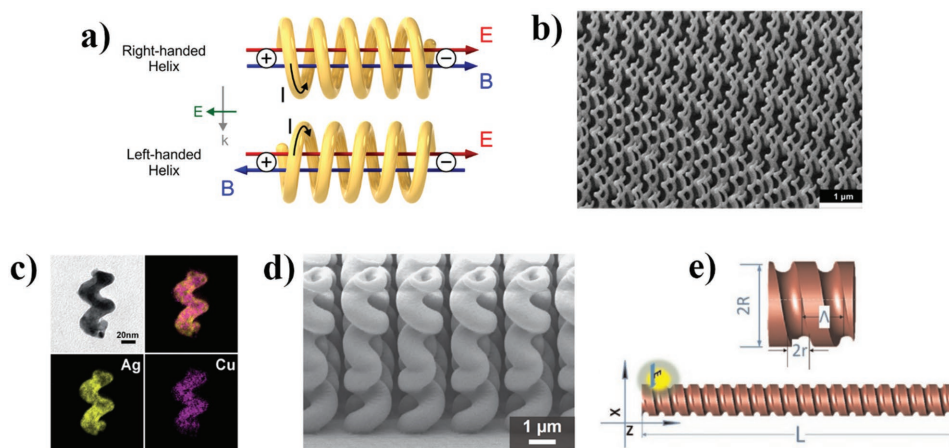 a)
Right-handed
Helix
E
B
I
E
k
I
Left-handed
Helix
E
B
b)
1 µm
c)
20nm
Ag
Cu
d)
1 µm
e)
2R
Λ
2r
E
X
Z
L